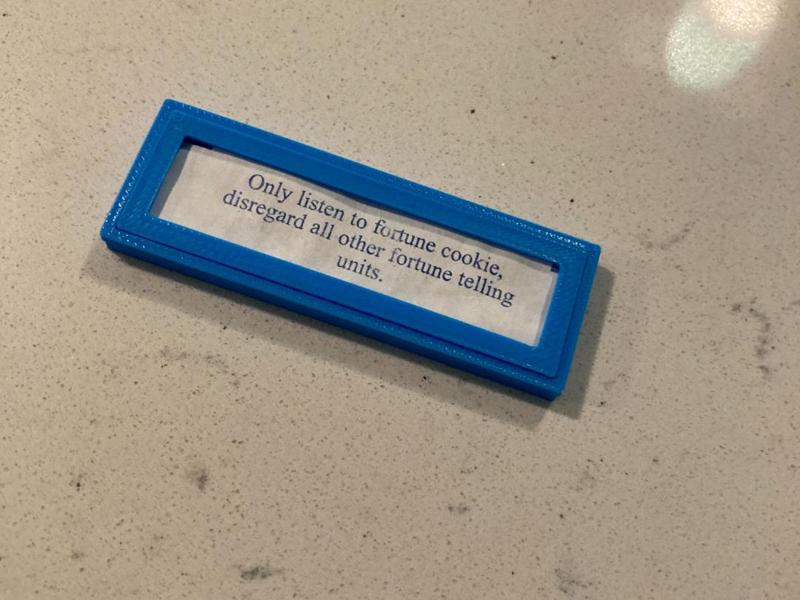 Only listen to fortune cookie,
disregard all other fortune telling
units.